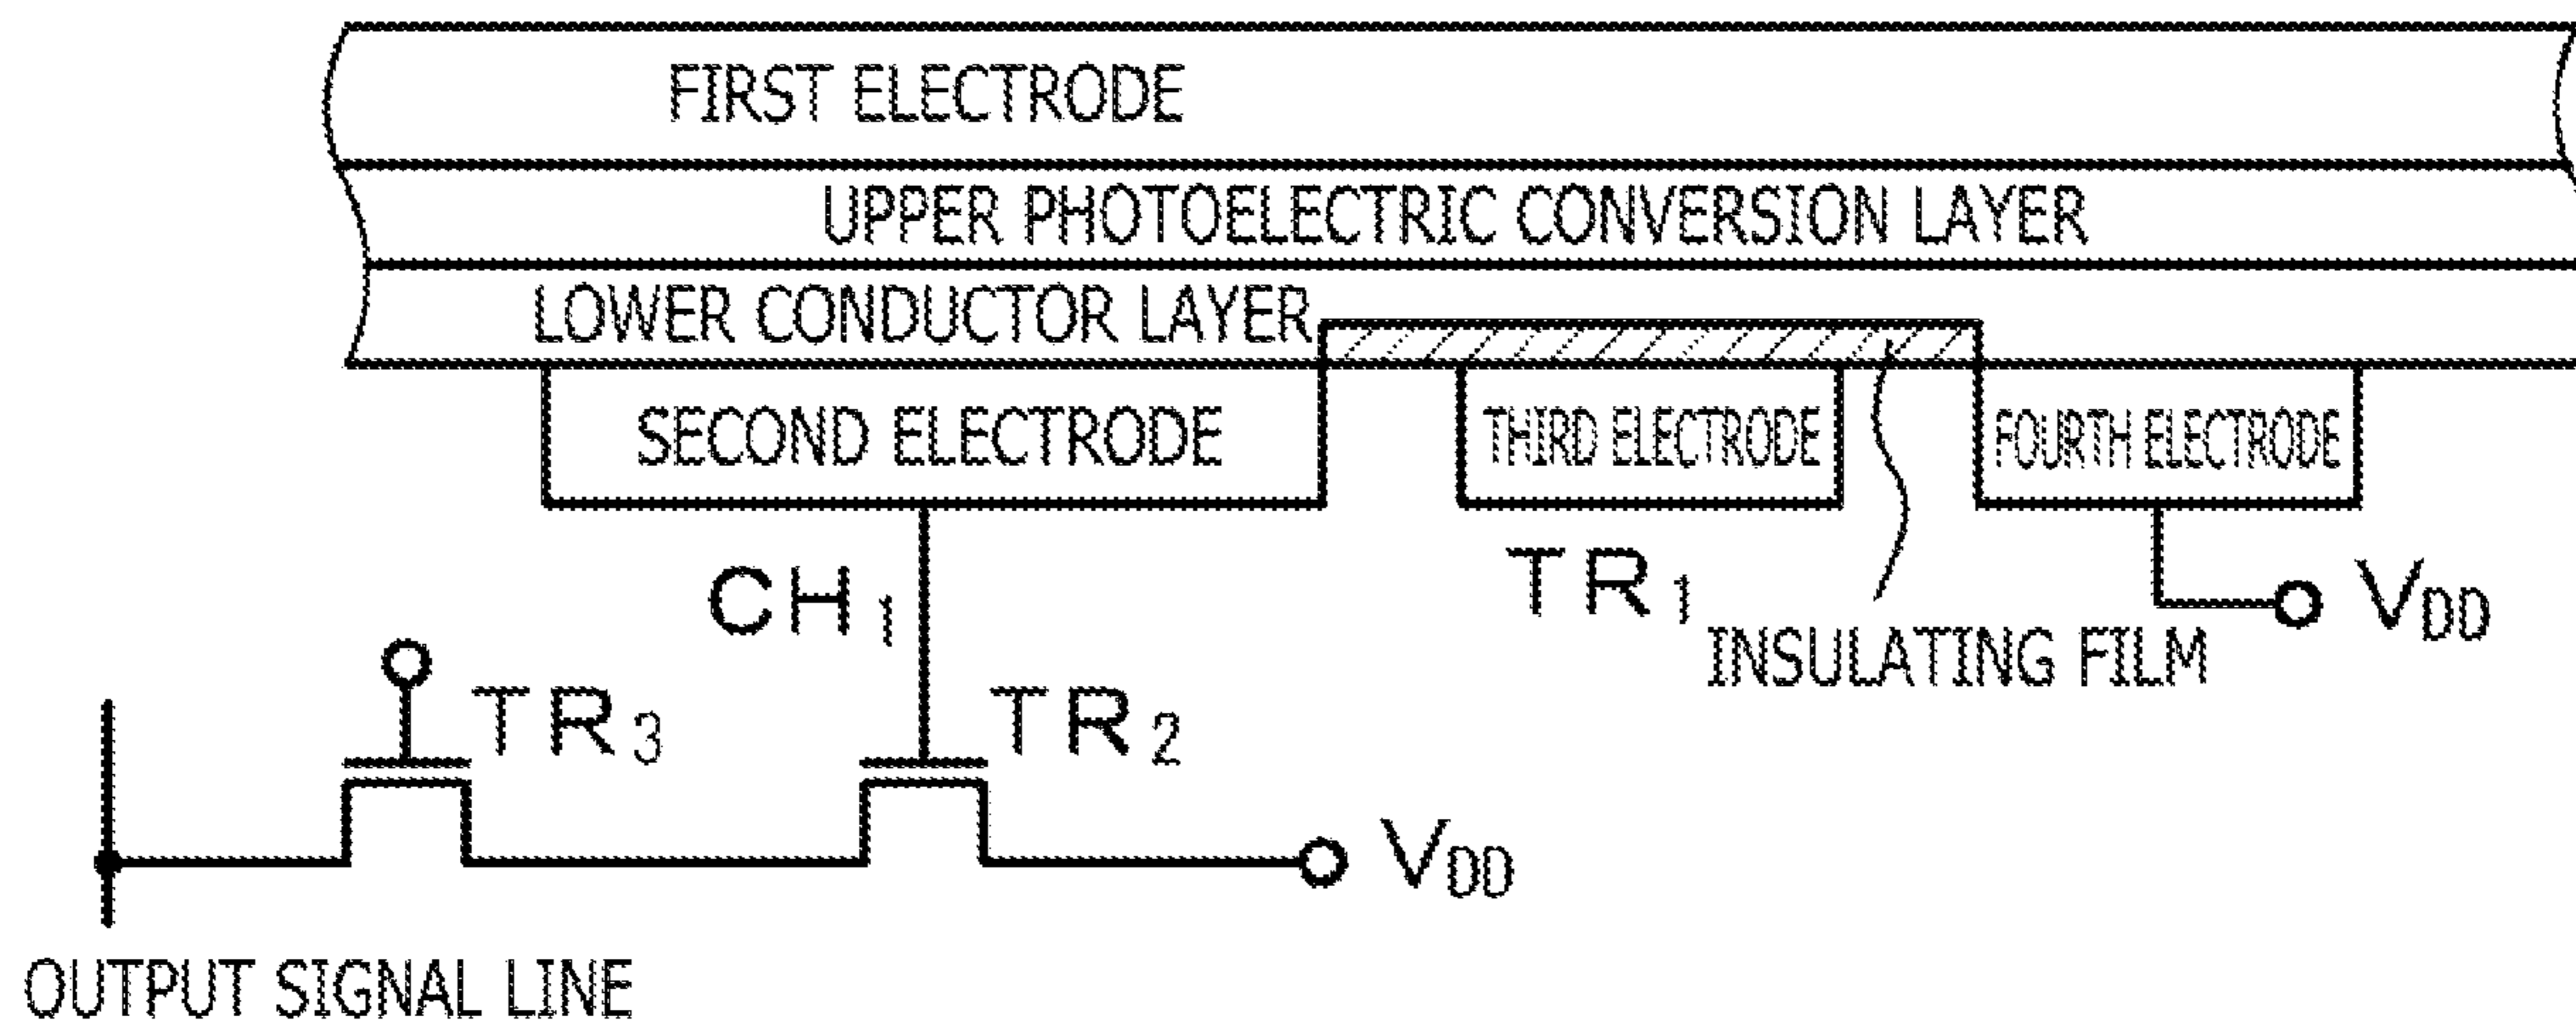 FIRST ELECTRODE
UPPER PHOTOELECTRIC CONVERSION LAYER
LOWER CONDUCTOR LAYER
SECOND ELECTRODE
THIRD ELECTRODE
FOURTH ELECTRODE
CH1
TR1
VDD
INSULATING FILM
TR3
TR2
VDD
OUTPUT SIGNAL LINE